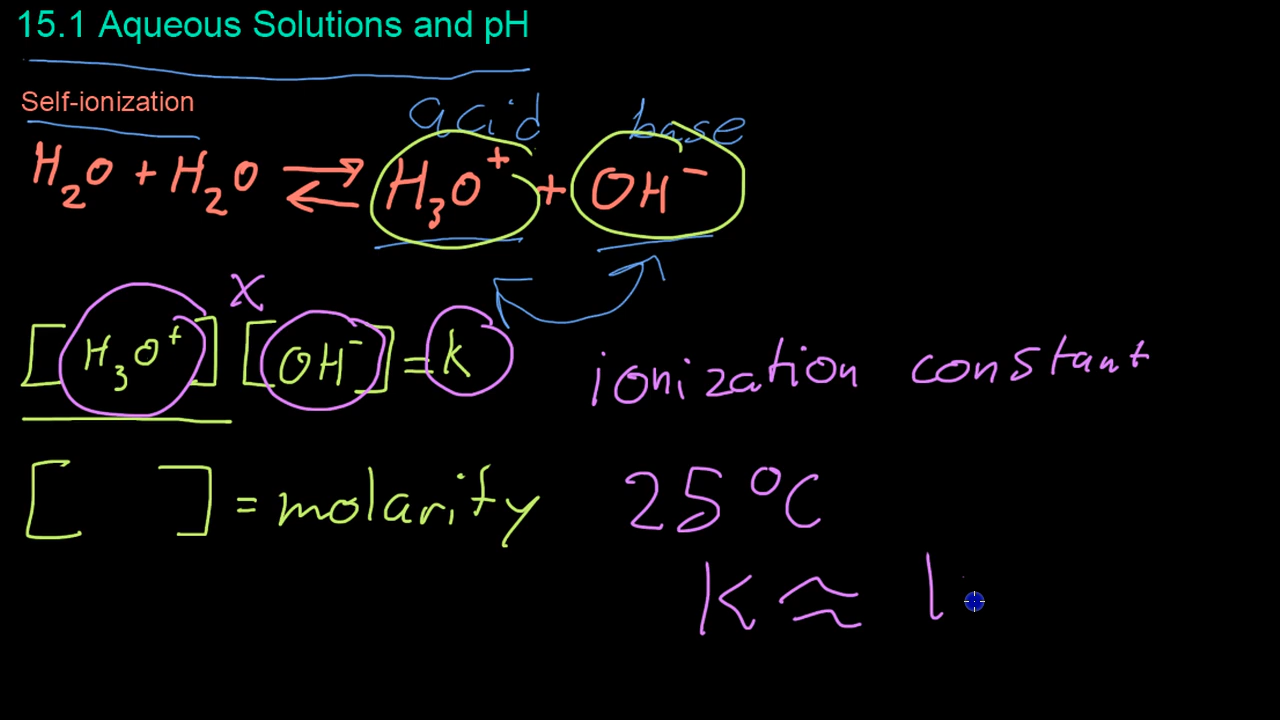 15.1 Aqueous Solutions and pH
Self-ionization
acid base
H₂O + H₂O ⇌ H₃O⁺ + OH⁻
[H₃O⁺] x [OH⁻] = k ionization constant
[ ] = molarity 25°C
k ≈ 1